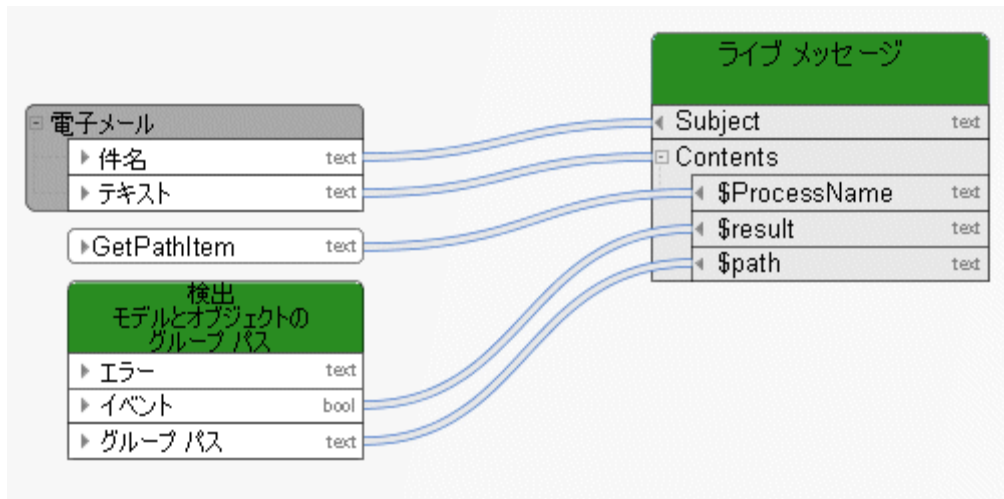 ライブ メッセージ
Subject text
Contents
$ProcessName text
$result text
$path text
電子メール
件名 text
テキスト text
GetPathItem text
検出
モデルとオブジェクトの
グループ パス
エラー text
イベント bool
グループ パス text